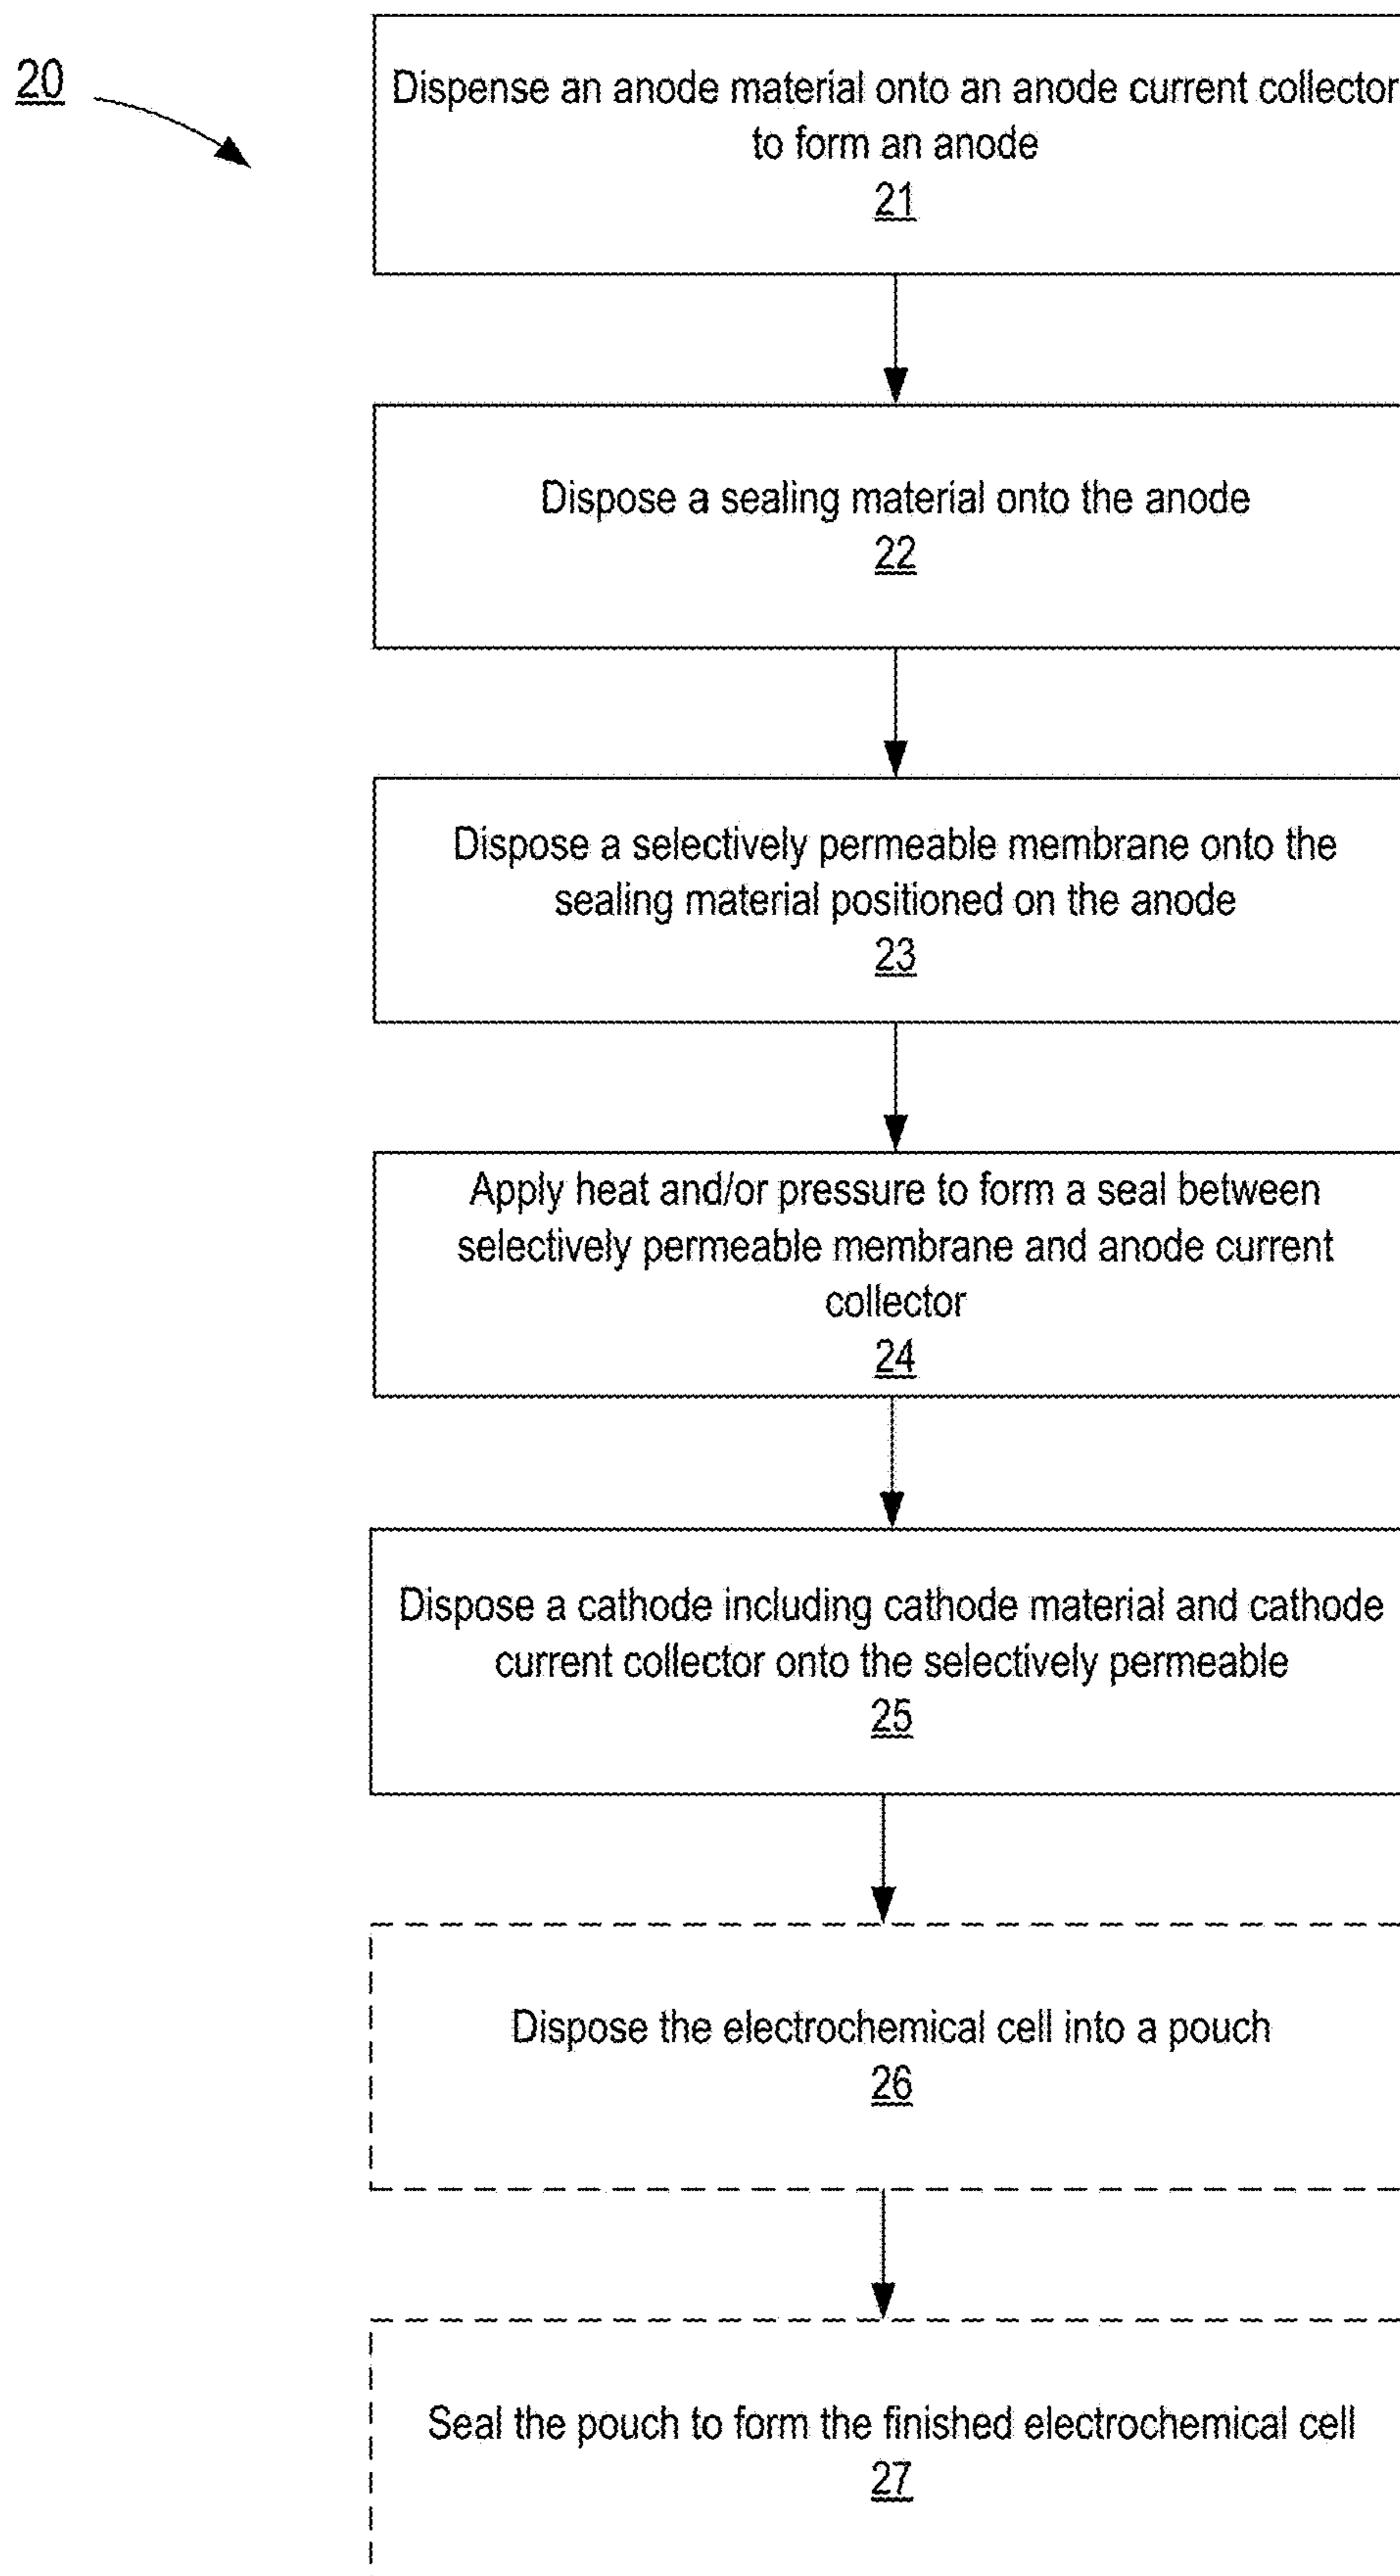 20
Dispense an anode material onto an anode current collector
to form an anode
21
Dispose a sealing material onto the anode
22
Dispose a selectively permeable membrane onto the
sealing material positioned on the anode
23
Apply heat and/or pressure to form a seal between
selectively permeable membrane and anode current
collector
24
Dispose a cathode including cathode material and cathode
current collector onto the selectively permeable
25
Dispose the electrochemical cell into a pouch
26
Seal the pouch to form the finished electrochemical cell
27